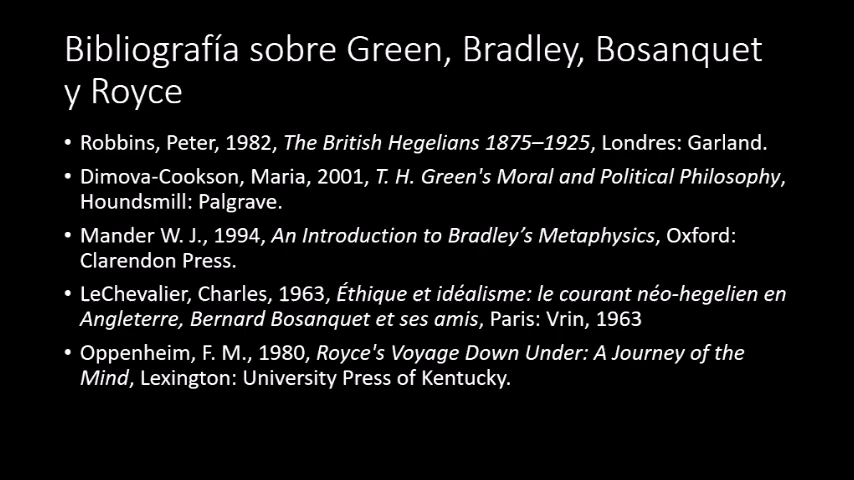 Bibliografía sobre Green, Bradley, Bosanquet
y Royce
• Robbins, Peter, 1982, The British Hegelians 1875–1925, Londres: Garland.
• Dimova-Cookson, Maria, 2001, T. H. Green's Moral and Political Philosophy,
Houndsmill: Palgrave.
• Mander W. J., 1994, An Introduction to Bradley’s Metaphysics, Oxford:
Clarendon Press.
• LeChevalier, Charles, 1963, Éthique et idéalisme: le courant néo-hegelien en
Angleterre, Bernard Bosanquet et ses amis, Paris: Vrin, 1963
• Oppenheim, F. M., 1980, Royce's Voyage Down Under: A Journey of the
Mind, Lexington: University Press of Kentucky.